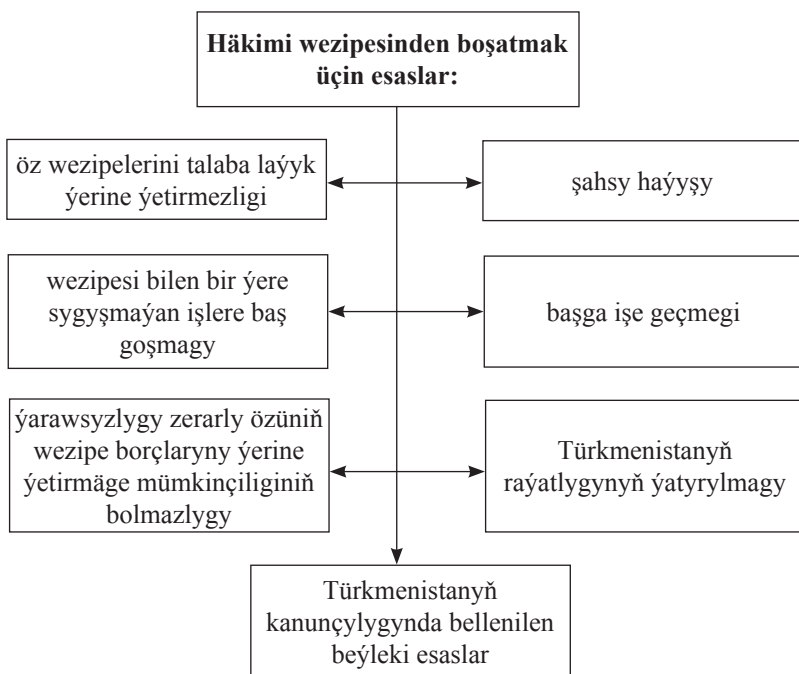 Häkimi wezipesinden boşatmak
üçin esaslar:
öz wezipelerini talaba laýyk
ýerine ýetirmezligi
şahsy haýyşy
wezipesi bilen bir ýere
sygyşmaýan işlere baş
goşmagy
başga işe geçmegi
ýarawsyzlygy zerarly özüniň
wezipe borçlaryny ýerine
ýetirmäge mümkinçiliginiň
bolmazlygy
Türkmenistanyň
raýatlygynyň ýatyrylmagy
Türkmenistanyň
kanunçylygynda bellenilen
beýleki esaslar